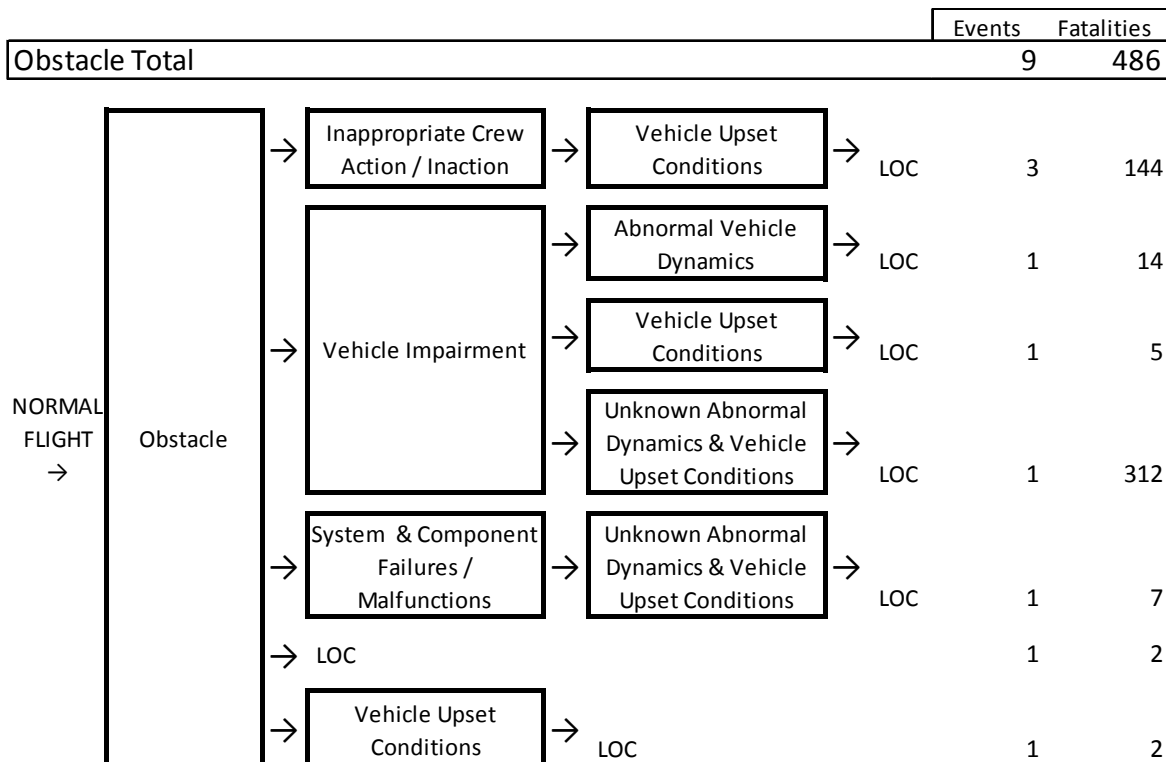 Events Fatalities
Obstacle Total 9 486
Inappropriate Crew
Action / Inaction
→
Vehicle Upset
Conditions
→
LOC 3 144
Abnormal Vehicle
Dynamics
→
LOC 1 14
Vehicle Impairment
Vehicle Upset
Conditions
→
LOC 1 5
NORMAL
FLIGHT
→
Obstacle
Unknown Abnormal
Dynamics & Vehicle
Upset Conditions
→
LOC 1 312
System & Component
Failures /
Malfunctions
→
Unknown Abnormal
Dynamics & Vehicle
Upset Conditions
→
LOC 1 7
→ LOC 1 2
Vehicle Upset
Conditions
→
LOC 1 2